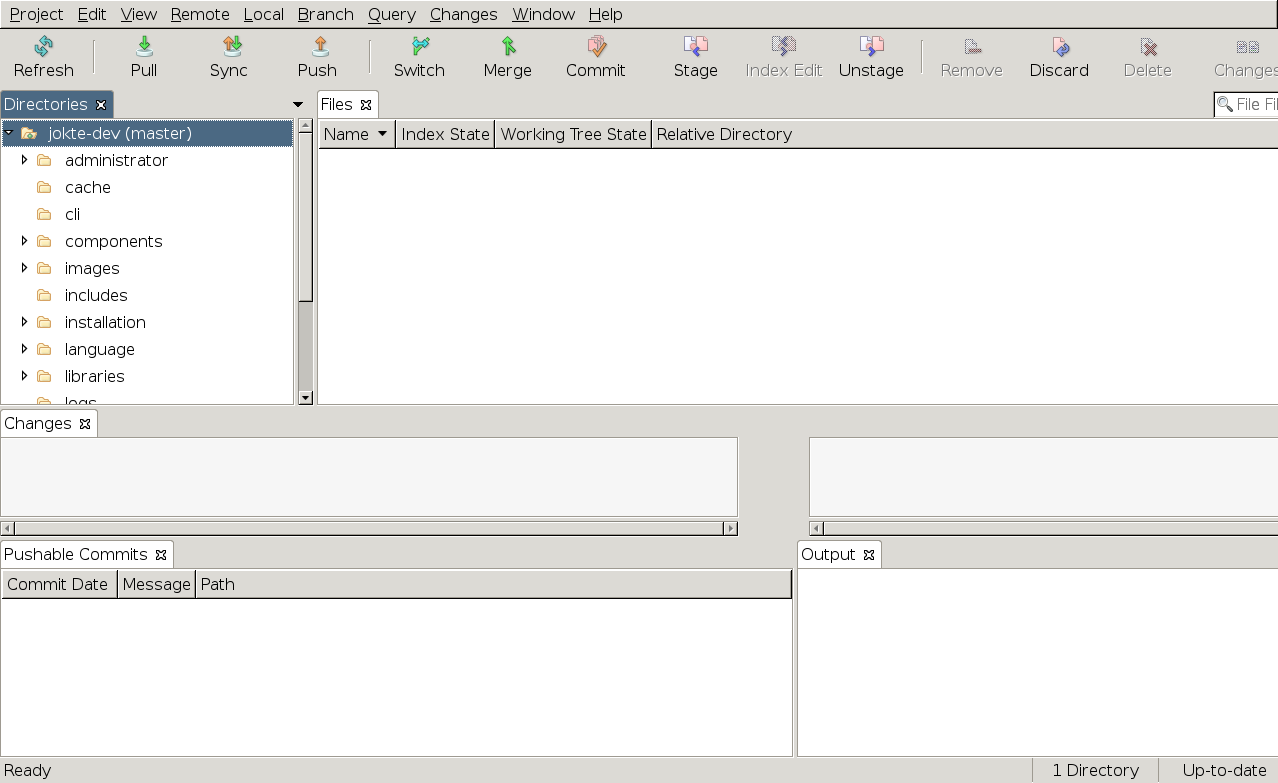 Project Edit View Remote Local Branch Query Changes Window Help
Refresh Pull Sync Push Switch Merge Commit Stage Index Edit Unstage Remove Discard Delete Changes
Directories Files File Fi
jokte-dev (master) Name Index State Working Tree State Relative Directory
administrator
cache
cli
components
images
includes
installation
language
libraries
logs
Changes
Pushable Commits Output
Commit Date Message Path
Ready 1 Directory Up-to-date